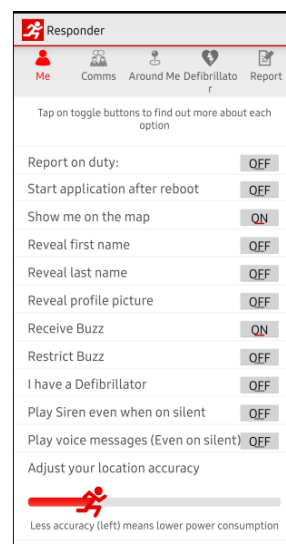 Responder
Me Comms Around Me Defibrillato Report
r
Tap on toggle buttons to find out more about each
option
Report on duty: OFF
Start application after reboot OFF
Show me on the map ON
Reveal first name OFF
Reveal last name OFF
Reveal profile picture OFF
Receive Buzz ON
Restrict Buzz OFF
I have a Defibrillator OFF
Play Siren even when on silent OFF
Play voice messages (Even on silent) OFF
Adjust your location accuracy
Less accuracy (left) means lower power consumption